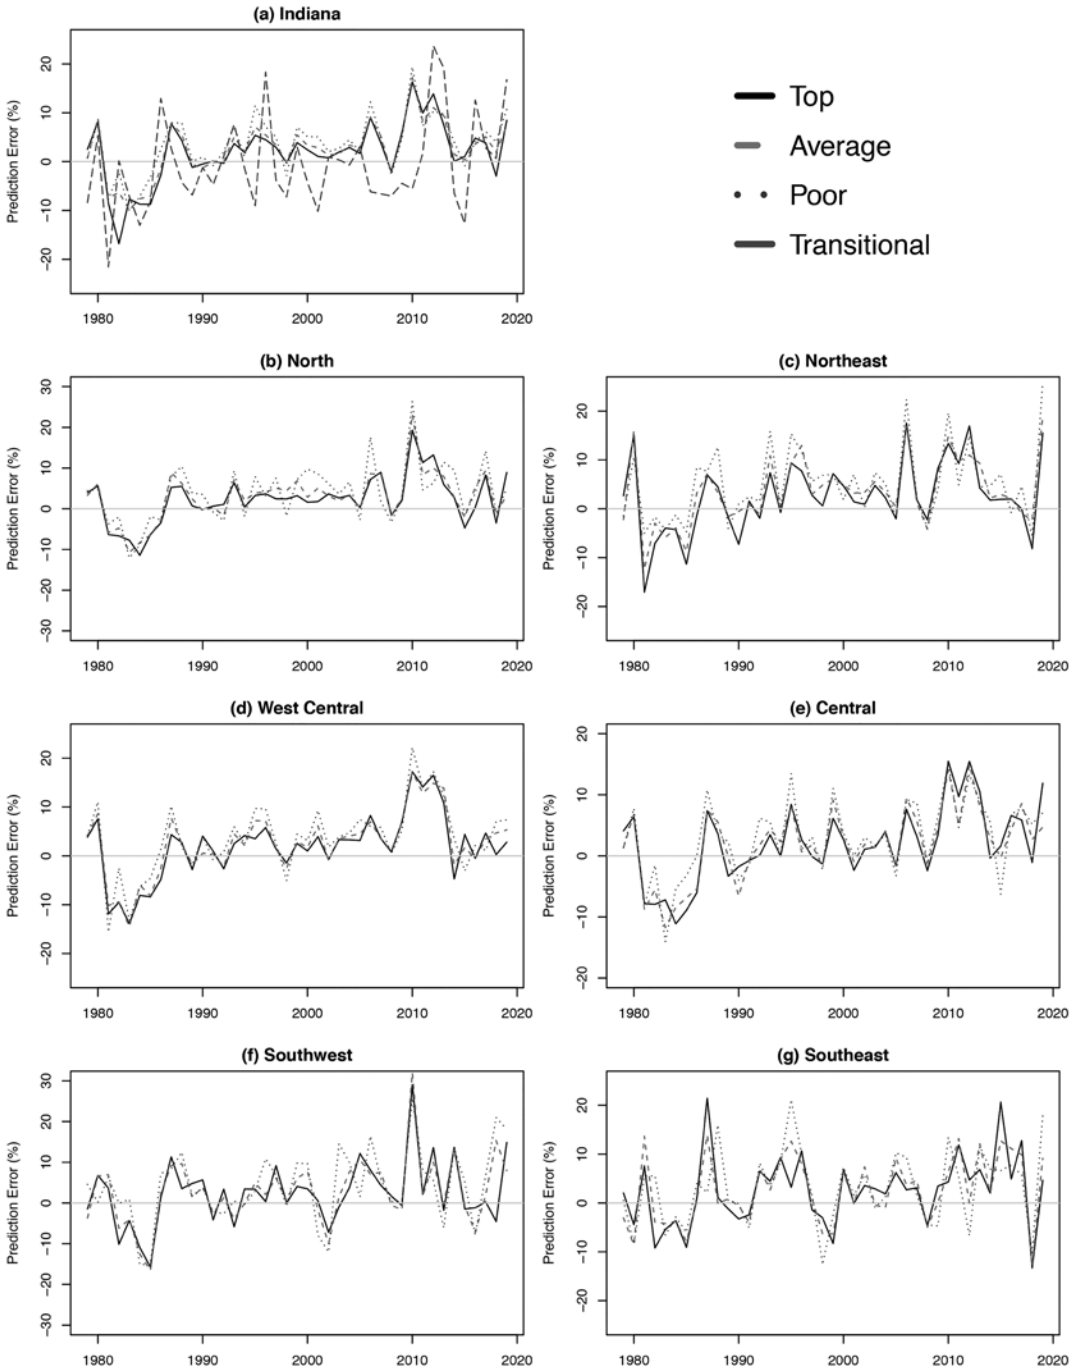 (a) Indiana
Prediction Error (%)
20
10
0
−10
−20
1980 1990 2000 2010 2020
Top
Average
Poor
Transitional
(b) North
Prediction Error (%)
30
20
10
0
−10
−20
−30
1980 1990 2000 2010 2020
(c) Northeast
Prediction Error (%)
20
10
0
−10
−20
1980 1990 2000 2010 2020
(d) West Central
Prediction Error (%)
20
10
0
−10
−20
1980 1990 2000 2010 2020
(e) Central
Prediction Error (%)
20
10
0
−10
−20
1980 1990 2000 2010 2020
(f) Southwest
Prediction Error (%)
30
20
10
0
−10
−20
−30
1980 1990 2000 2010 2020
(g) Southeast
Prediction Error (%)
20
10
0
−10
−20
1980 1990 2000 2010 2020